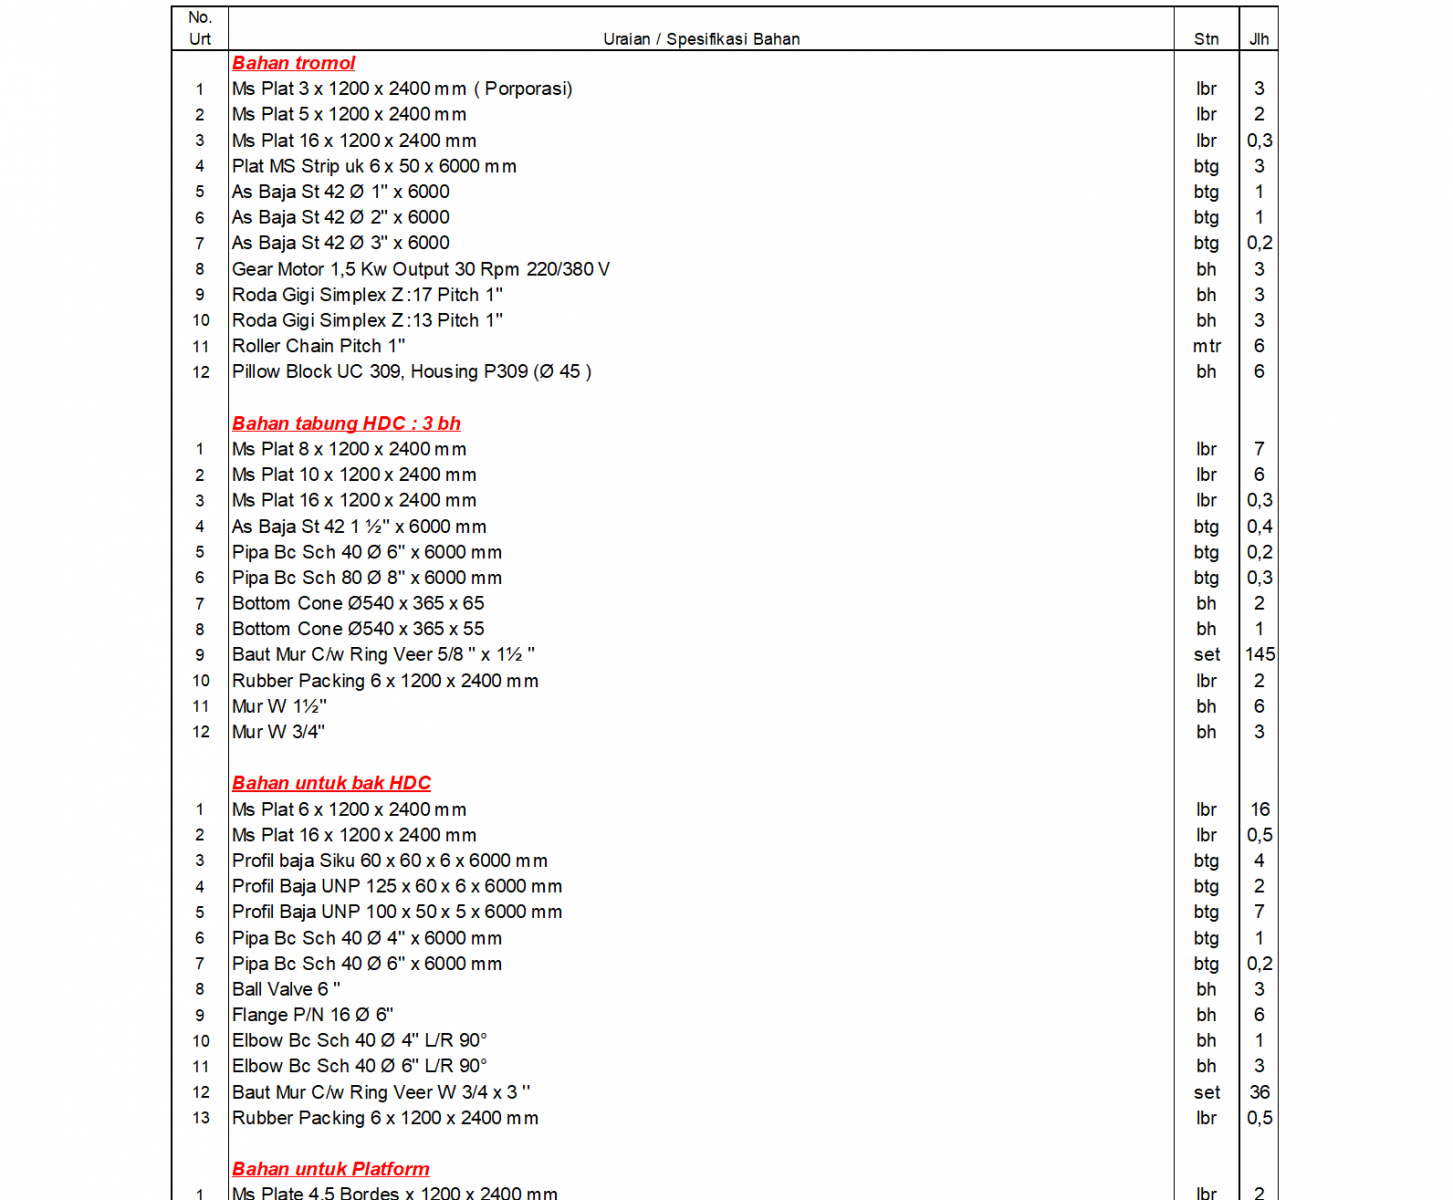 No.
Urt Uraian / Spesifikasi Bahan Stn Jlh
Bahan tromol
1 Ms Plat 3 x 1200 x 2400 mm ( Porporasi) lbr 3
2 Ms Plat 5 x 1200 x 2400 mm lbr 2
3 Ms Plat 16 x 1200 x 2400 mm lbr 0,3
4 Plat MS Strip uk 6 x 50 x 6000 mm btg 3
5 As Baja St 42 Ø 1" x 6000 btg 1
6 As Baja St 42 Ø 2" x 6000 btg 1
7 As Baja St 42 Ø 3" x 6000 btg 0,2
8 Gear Motor 1,5 Kw Output 30 Rpm 220/380 V bh 3
9 Roda Gigi Simplex Z :17 Pitch 1" bh 3
10 Roda Gigi Simplex Z :13 Pitch 1" bh 3
11 Roller Chain Pitch 1" mtr 6
12 Pillow Block UC 309, Housing P309 (Ø 45 ) bh 6
Bahan tabung HDC : 3 bh
1 Ms Plat 8 x 1200 x 2400 mm lbr 7
2 Ms Plat 10 x 1200 x 2400 mm lbr 6
3 Ms Plat 16 x 1200 x 2400 mm lbr 0,3
4 As Baja St 42 1 ½" x 6000 mm btg 0,4
5 Pipa Bc Sch 40 Ø 6" x 6000 mm btg 0,2
6 Pipa Bc Sch 80 Ø 8" x 6000 mm btg 0,3
7 Bottom Cone Ø540 x 365 x 65 bh 2
8 Bottom Cone Ø540 x 365 x 55 bh 1
9 Baut Mur C/w Ring Veer 5/8 " x 1½ " set 145
10 Rubber Packing 6 x 1200 x 2400 mm lbr 2
11 Mur W 1½" bh 6
12 Mur W 3/4" bh 3
Bahan untuk bak HDC
1 Ms Plat 6 x 1200 x 2400 mm lbr 16
2 Ms Plat 16 x 1200 x 2400 mm lbr 0,5
3 Profil baja Siku 60 x 60 x 6 x 6000 mm btg 4
4 Profil Baja UNP 125 x 60 x 6 x 6000 mm btg 2
5 Profil Baja UNP 100 x 50 x 5 x 6000 mm btg 7
6 Pipa Bc Sch 40 Ø 4" x 6000 mm btg 1
7 Pipa Bc Sch 40 Ø 6" x 6000 mm btg 0,2
8 Ball Valve 6 " bh 3
9 Flange P/N 16 Ø 6" bh 6
10 Elbow Bc Sch 40 Ø 4" L/R 90° bh 1
11 Elbow Bc Sch 40 Ø 6" L/R 90° bh 3
12 Baut Mur C/w Ring Veer W 3/4 x 3 " set 36
13 Rubber Packing 6 x 1200 x 2400 mm lbr 0,5
Bahan untuk Platform
1 Ms Plate 4,5 Bordes x 1200 x 2400 mm lbr 2